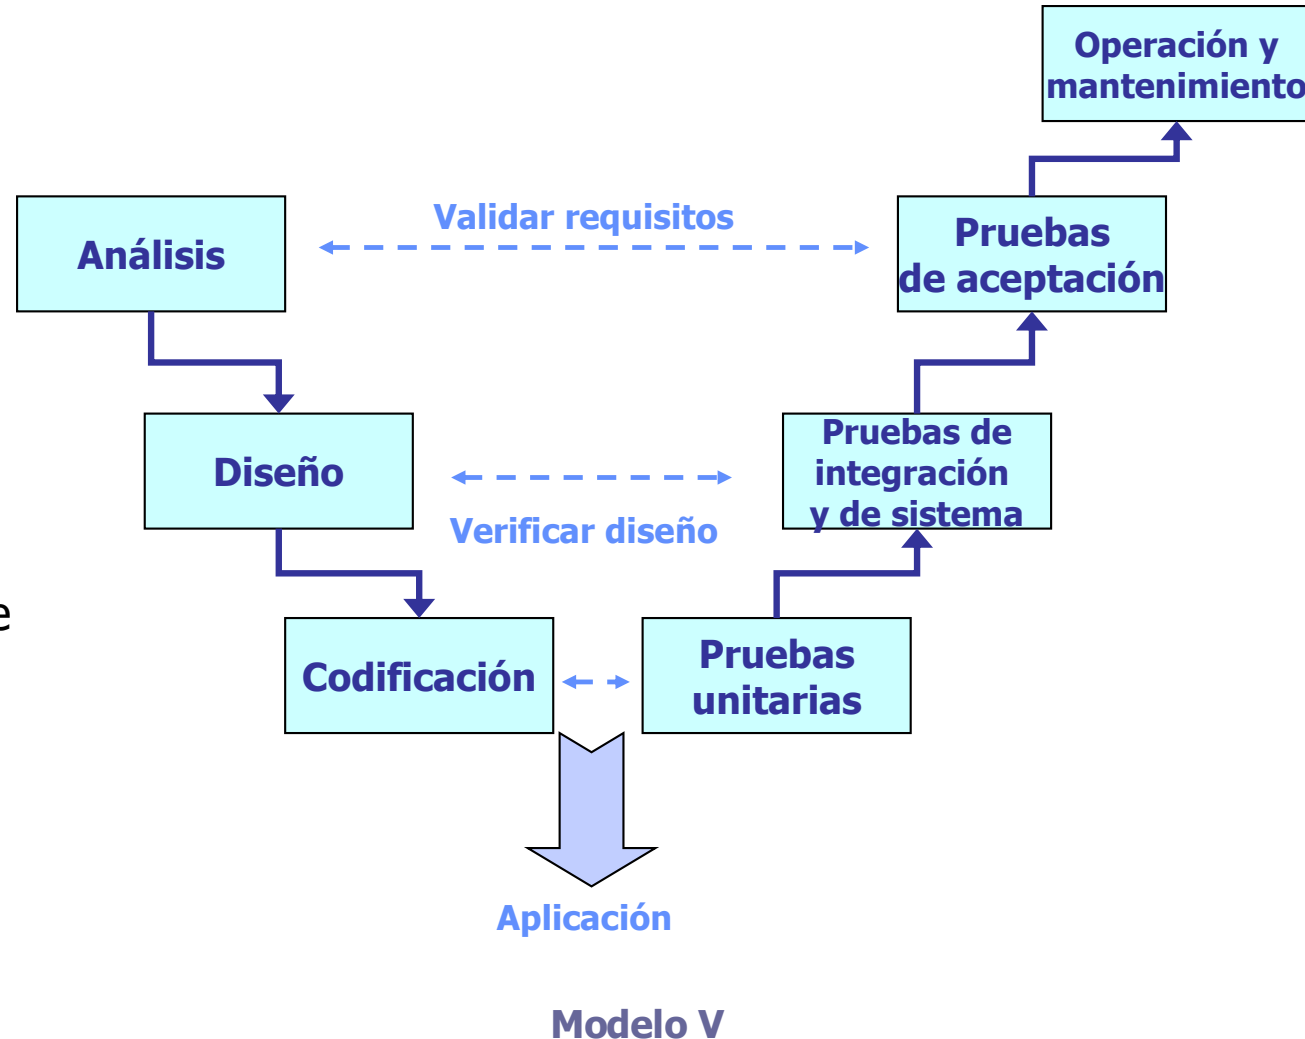 Operación y
mantenimiento
Validar requisitos
Análisis
Pruebas
de aceptación
Diseño
Verificar diseño
Pruebas de
integración
y de sistema
e
Codificación
Pruebas
unitarias
Aplicación
Modelo V